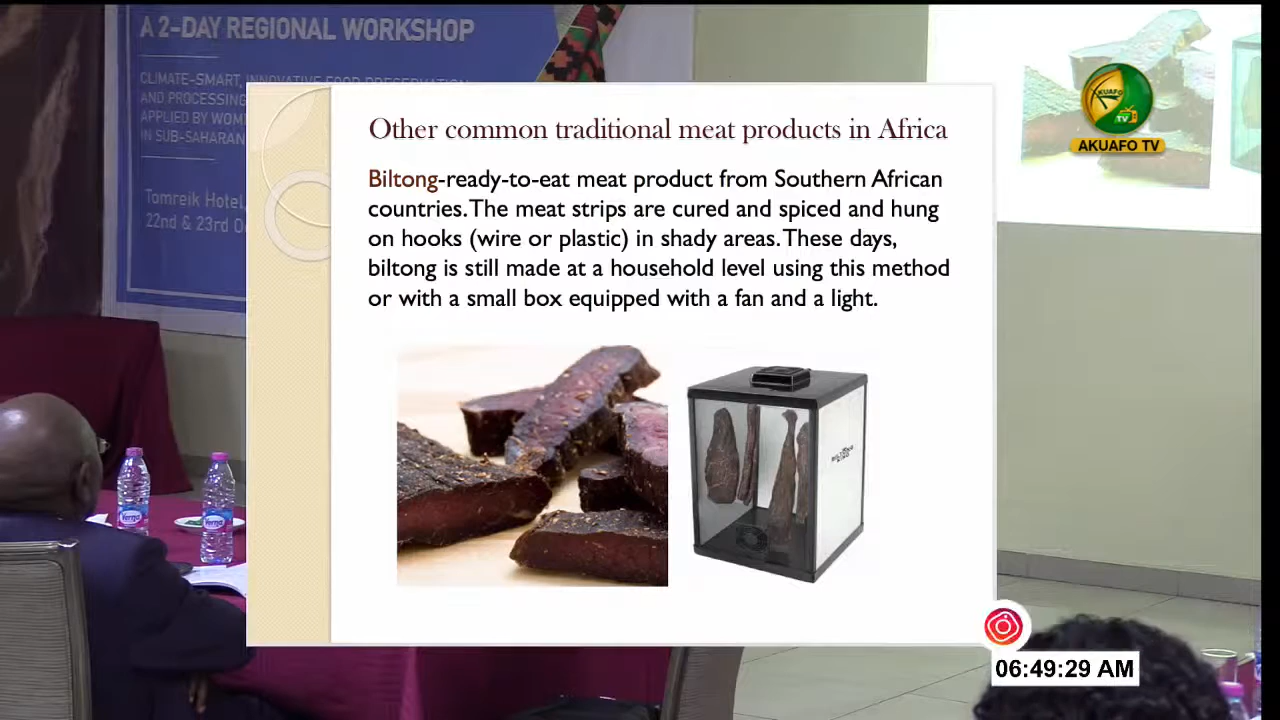 A 2-DAY REGIONAL WORKSHOP
CLIMATE-SMART, INNOVATIVE FOOD PRESERVATION
AND PROCESSING
APPLIED BY
IN SUB-SAHARAN
Tomreik Hotel,
22nd & 23rd
Other common traditional meat products in Africa
Biltong-ready-to-eat meat product from Southern African
countries. The meat strips are cured and spiced and hung
on hooks (wire or plastic) in shady areas. These days,
biltong is still made at a household level using this method
or with a small box equipped with a fan and a light.
AKUAFO
TV
AKUAFO TV
Verna
Verna
06:49:29 AM